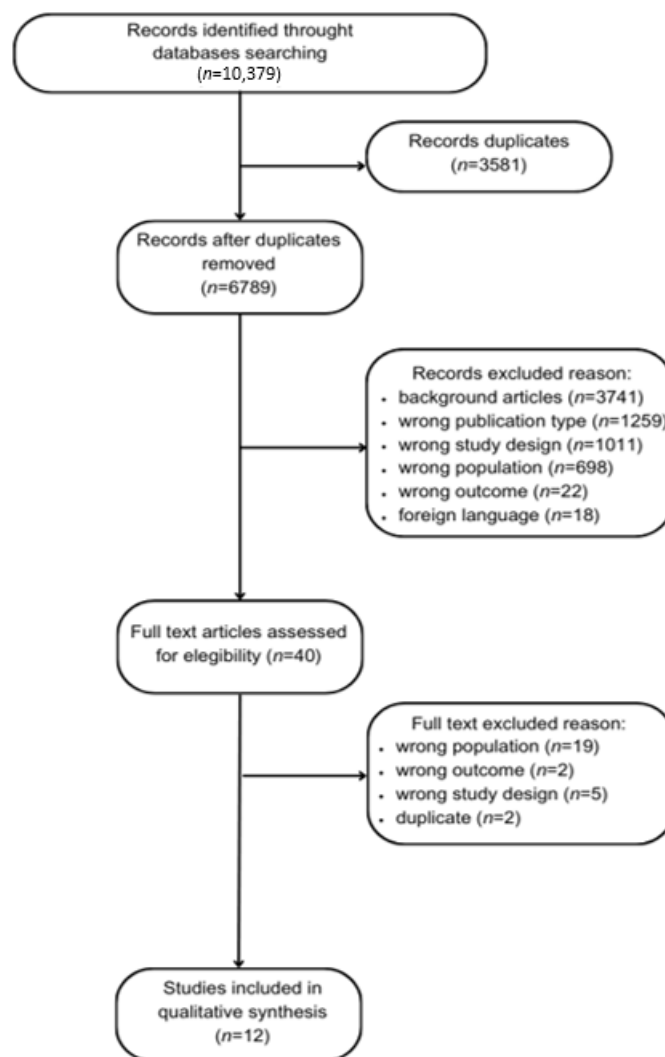 Records identified throught
databases searching
(n=10,379)
Records duplicates
(n=3581)
Records after duplicates
removed
(n=6789)
Records excluded reason:
• background articles (n=3741)
• wrong publication type (n=1259)
• wrong study design (n=1011)
• wrong population (n=698)
• wrong outcome (n=22)
• foreign language (n=18)
Full text articles assessed
for elegibility (n=40)
Full text excluded reason:
• wrong population (n=19)
• wrong outcome (n=2)
• wrong study design (n=5)
• duplicate (n=2)
Studies included in
qualitative synthesis
(n=12)